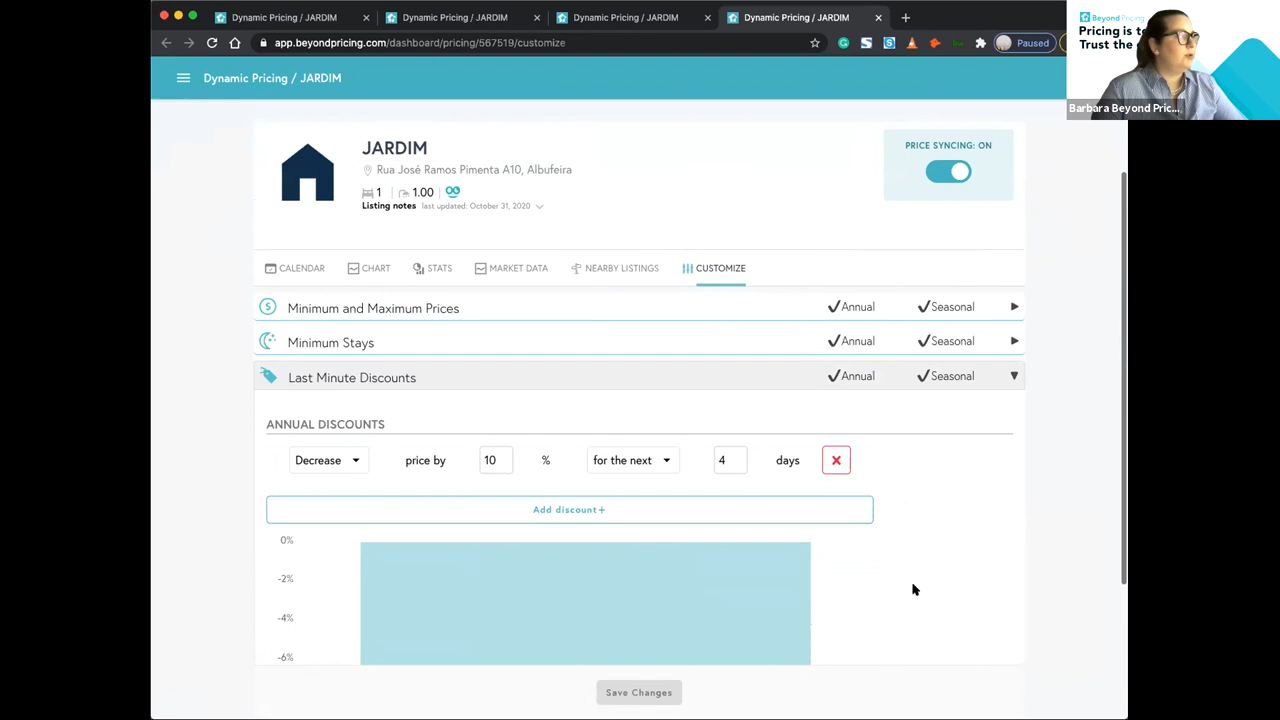 Dynamic Pricing / JARDIM
Dynamic Pricing / JARDIM
Dynamic Pricing / JARDIM
Dynamic Pricing / JARDIM
app.beyondpricing.com/dashboard/pricing/567519/customize
Paused
Beyond Pricing
Pricing is
Trust the
Barbara Beyond Pric...
Dynamic Pricing / JARDIM
JARDIM
Rua José Ramos Pimenta A10, Albufeira
1 1.00
Listing notes last updated: October 31, 2020
PRICE SYNCING: ON
CALENDAR CHART STATS MARKET DATA NEARBY LISTINGS CUSTOMIZE
Minimum and Maximum Prices Annual Seasonal
Minimum Stays Annual Seasonal
Last Minute Discounts Annual Seasonal
ANNUAL DISCOUNTS
Decrease price by 10 % for the next 4 days
Add discount+
0%
-2%
-4%
-6%
Save Changes